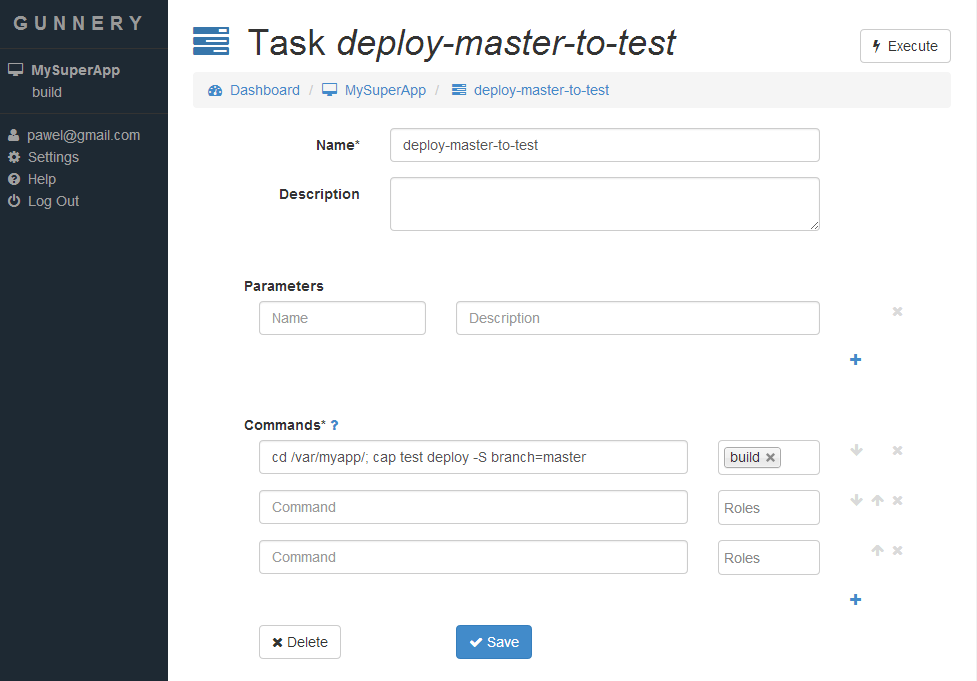 GUNNERY
MySuperApp
build
pawel@gmail.com
Settings
Help
Log Out
Task deploy-master-to-test
Execute
Dashboard / MySuperApp / deploy-master-to-test
Name* deploy-master-to-test
Description
Parameters
Name Description
Commands* ?
cd /var/myapp/; cap test deploy -S branch=master build
Command Roles
Command Roles
Delete Save